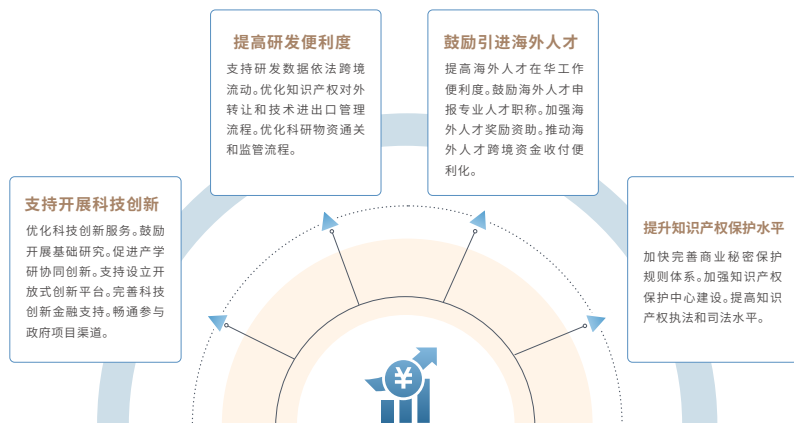 支持开展科技创新
优化科技创新服务。鼓励
开展基础研究。促进产学
研协同创新。支持设立开
放式创新平台。完善科技
创新金融支持。畅通参与
政府项目渠道。
提高研发便利度
支持研发数据依法跨境
流动。优化知识产权对外
转让和技术进出口管理
流程。优化科研物资通关
和监管流程。
鼓励引进海外人才
提高海外人才在华工作
便利度。鼓励海外人才申
报专业人才职称。加强海
外人才奖励资助。推动海
外人才跨境资金收付便
利化。
提升知识产权保护水平
加快完善商业秘密保护
规则体系。加强知识产权
保护中心建设。提高知识
产权执法和司法水平。
¥